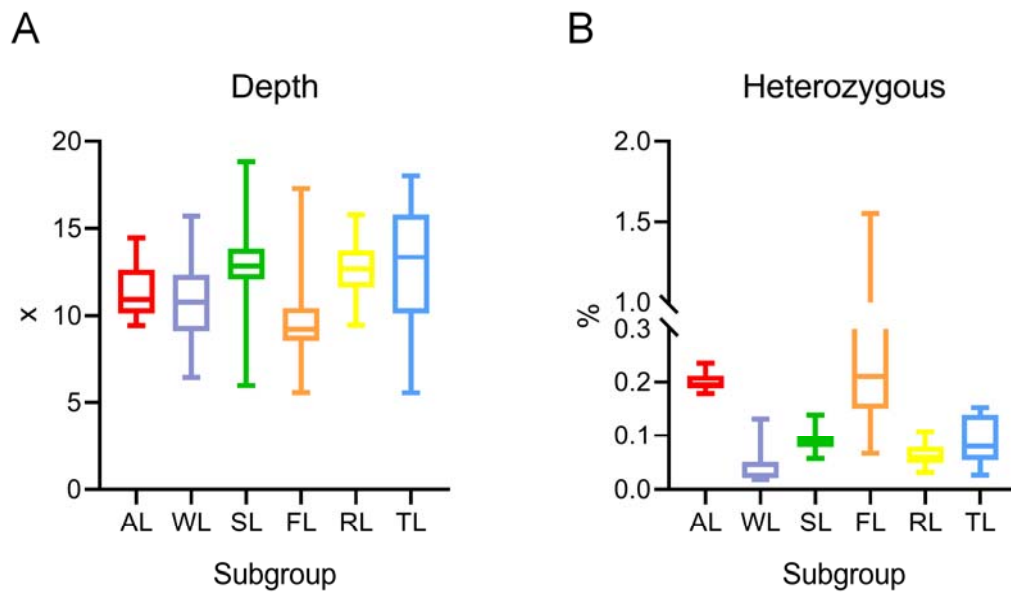 A
Depth
20
15
10
5
0
x
AL WL SL FL RL TL
Subgroup
B
Heterozygous
2.0
1.5
1.0
0.3
0.2
0.1
0.0
%
AL WL SL FL RL TL
Subgroup